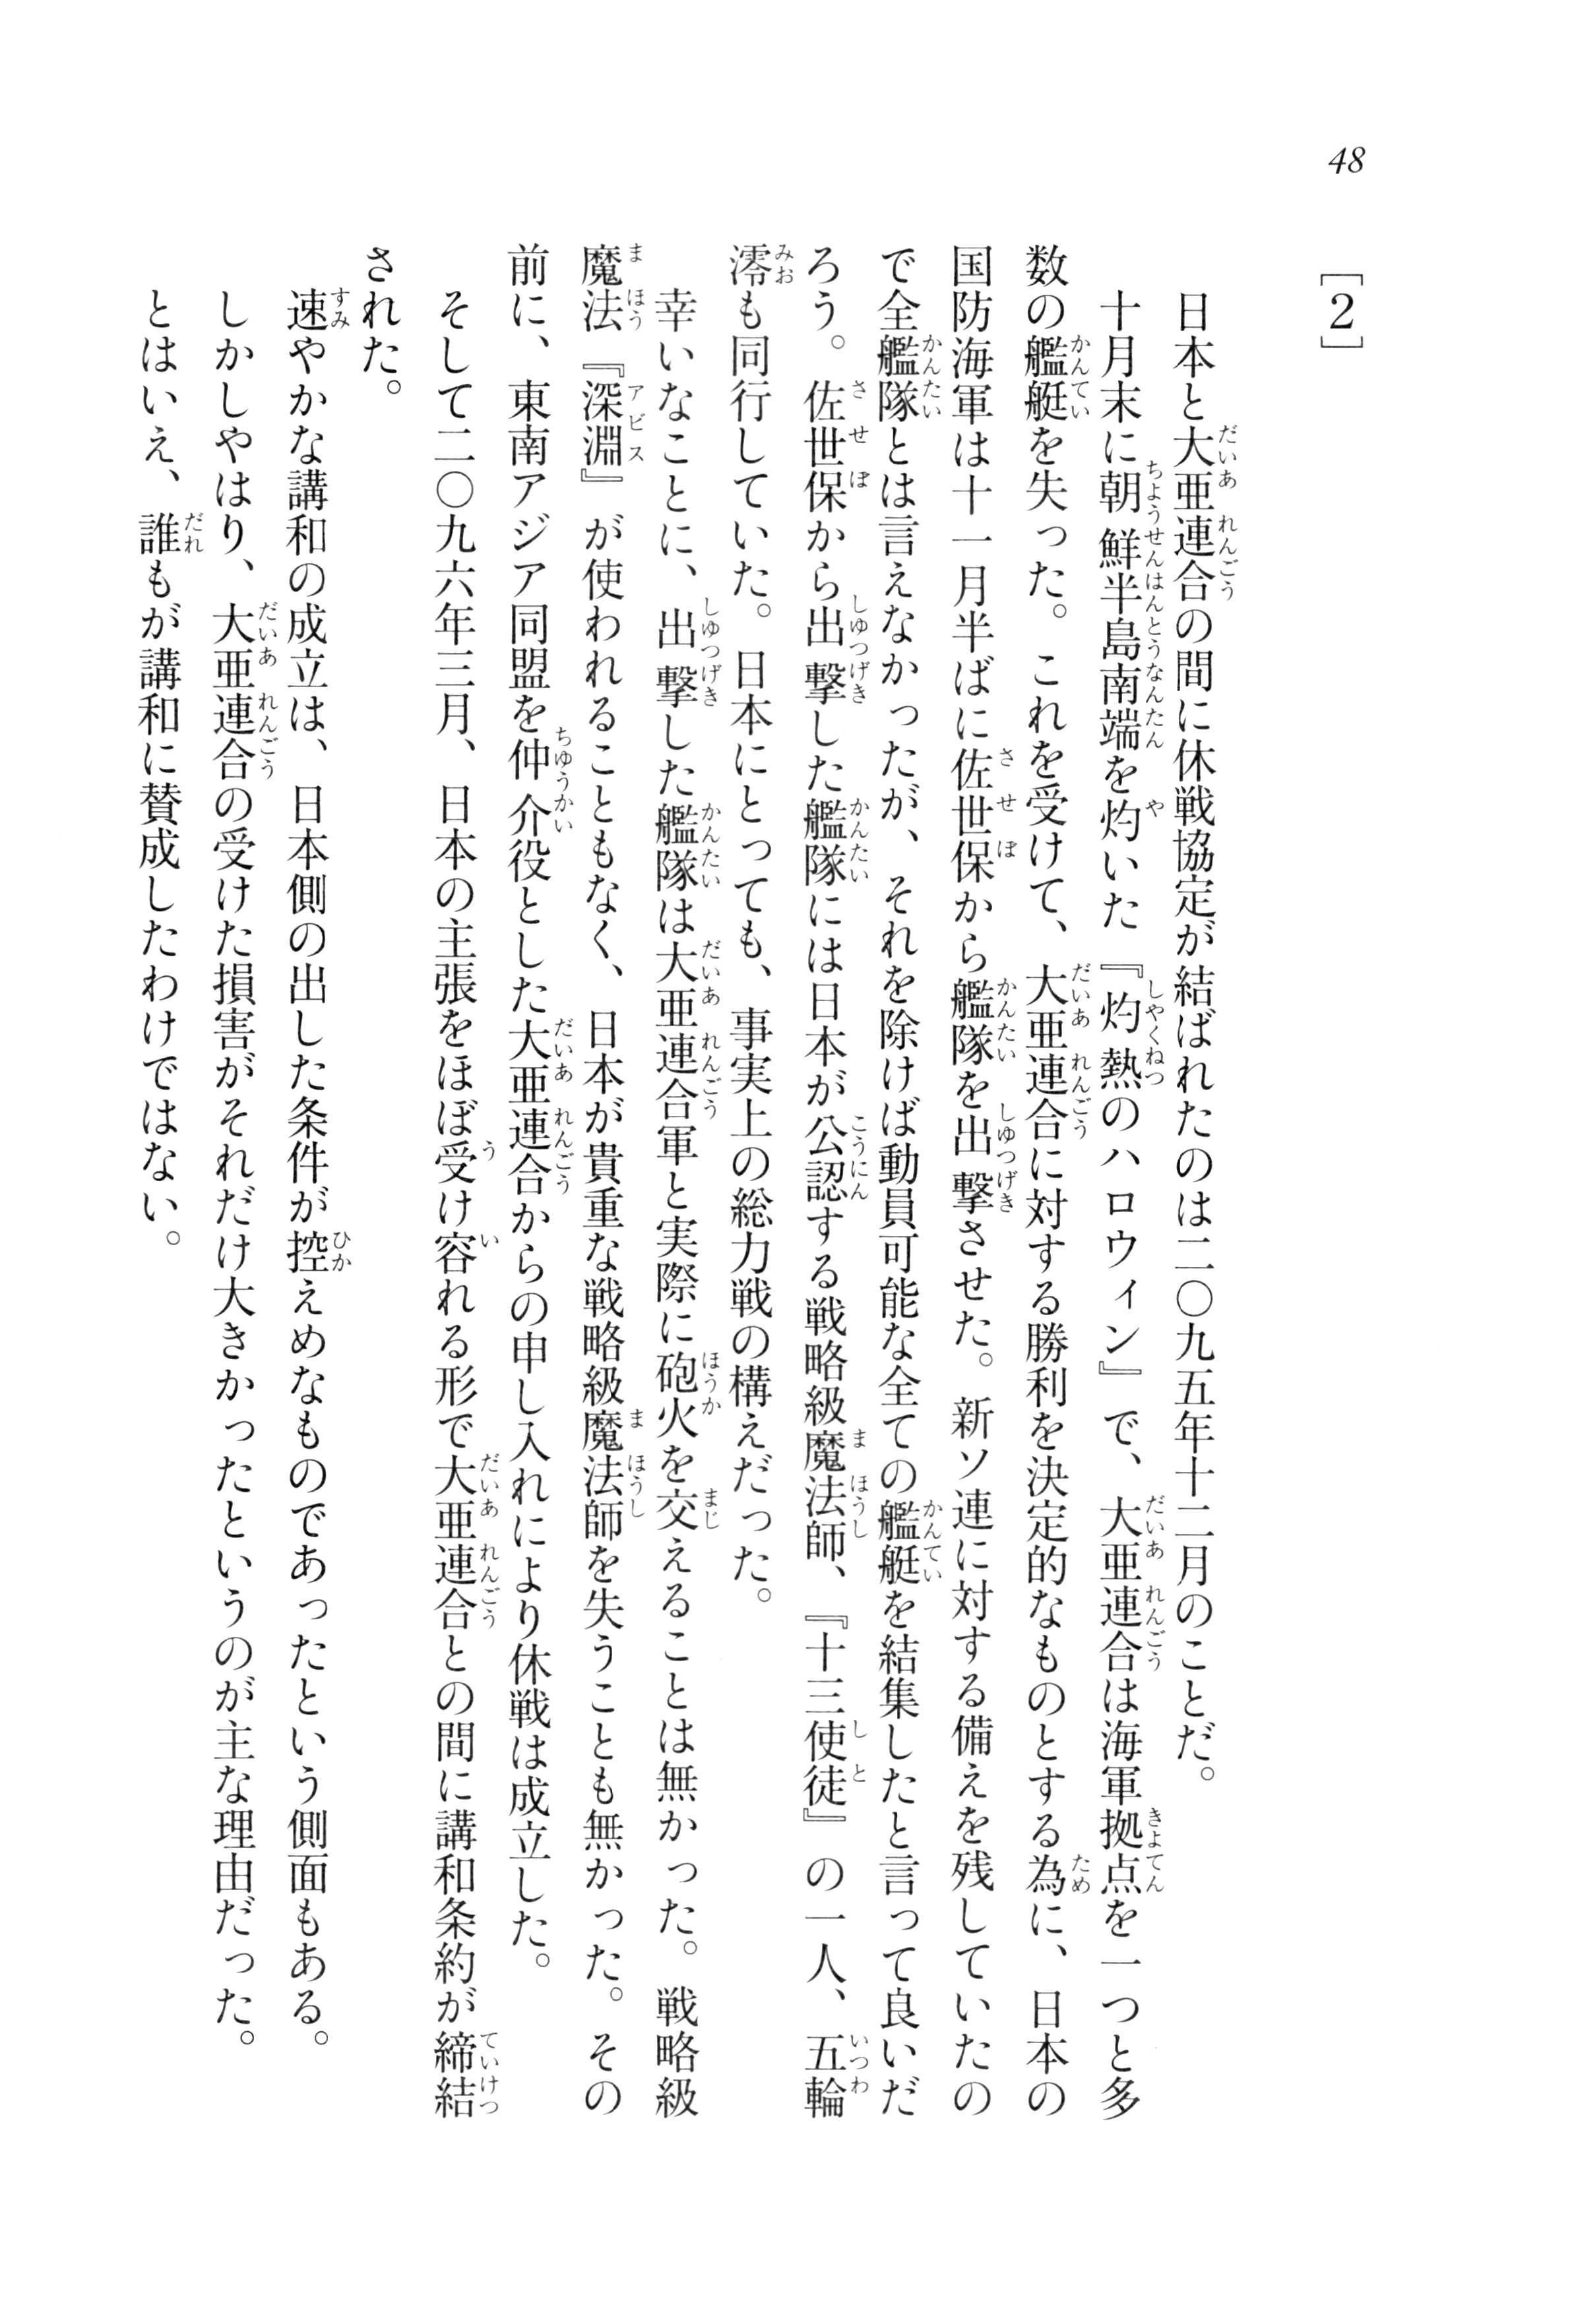 48
［2］
日本と大亜連合の間に休戦協定が結ばれたのは二〇九五年十二月のことだ。
十月末に朝鮮半島南端を灼いた『灼熱のハロウィン』で、大亜連合は海軍拠点を一つと多
数の艦艇を失った。これを受けて、大亜連合に対する勝利を決定的なものとする為に、日本の
国防海軍は十一月半ばに佐世保から艦隊を出撃させた。新ソ連に対する備えを残していたの
で全艦隊とは言えなかったが、それを除けば動員可能な全ての艦艇を結集したと言って良いだ
ろう。佐世保から出撃した艦隊には日本が公認する戦略級魔法師、『十三使徒』の一人、五輪
澪も同行していた。日本にとっても、事実上の総力戦の構えだった。
幸いなことに、出撃した艦隊は大亜連合軍と実際に砲火を交えることは無かった。戦略級
魔法『深淵』が使われることもなく、日本が貴重な戦略級魔法師を失うことも無かった。その
前に、東南アジア同盟を仲介役とした大亜連合からの申し入れにより休戦は成立した。
そして二〇九六年三月、日本の主張をほぼ受け容れる形で大亜連合との間に講和条約が締結
された。
速やかな講和の成立は、日本側の出した条件が控えめなものであったという側面もある。
しかしやはり、大亜連合の受けた損害がそれだけ大きかったというのが主な理由だった。
とはいえ、誰もが講和に賛成したわけではない。